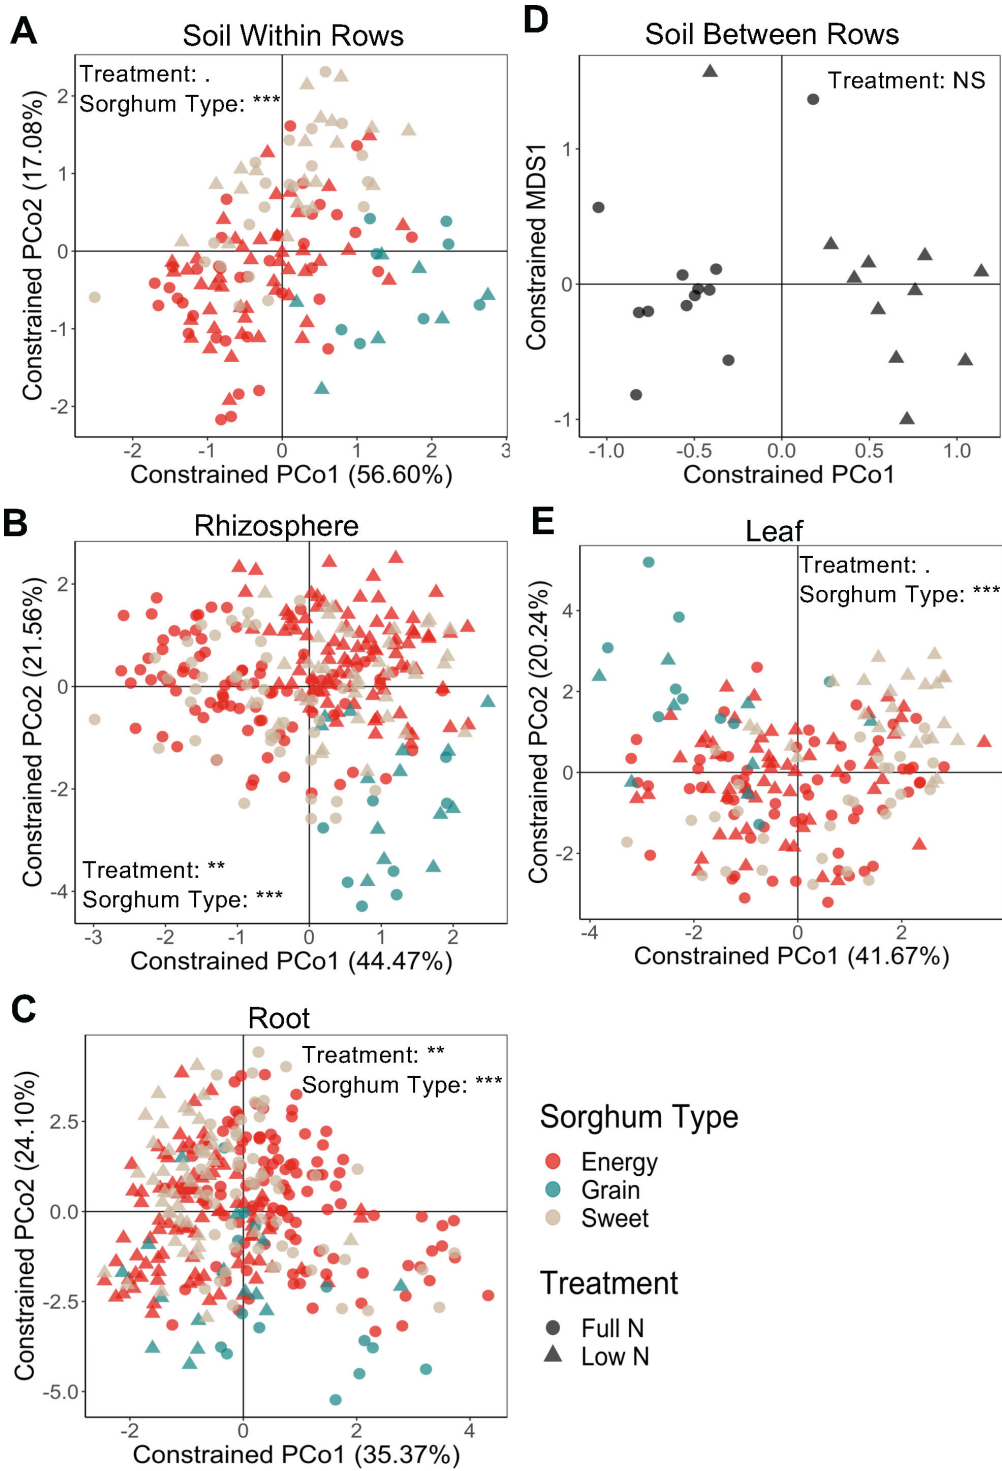 A
Soil Within Rows
Treatment: .
Sorghum Type: ***
Constrained PCo2 (17.08%)
2
1
0
-1
-2
-2
-1
0
1
2
3
Constrained PCo1 (56.60%)
D
Soil Between Rows
Treatment: NS
Constrained MDS1
1
0
-1
-1.0
-0.5
0.0
0.5
1.0
Constrained PCo1
B
Rhizosphere
Constrained PCo2 (21.56%)
2
0
-2
-4
Treatment: **
Sorghum Type: ***
-3
-2
-1
0
1
2
Constrained PCo1 (44.47%)
E
Leaf
Treatment: .
Sorghum Type: ***
Constrained PCo2 (20.24%)
4
2
0
-2
-4
-2
0
2
Constrained PCo1 (41.67%)
C
Root
Treatment: **
Sorghum Type: ***
Constrained PCo2 (24.10%)
2.5
0.0
-2.5
-5.0
-2
0
2
4
Constrained PCo1 (35.37%)
Sorghum Type
Energy
Grain
Sweet
Treatment
Full N
Low N